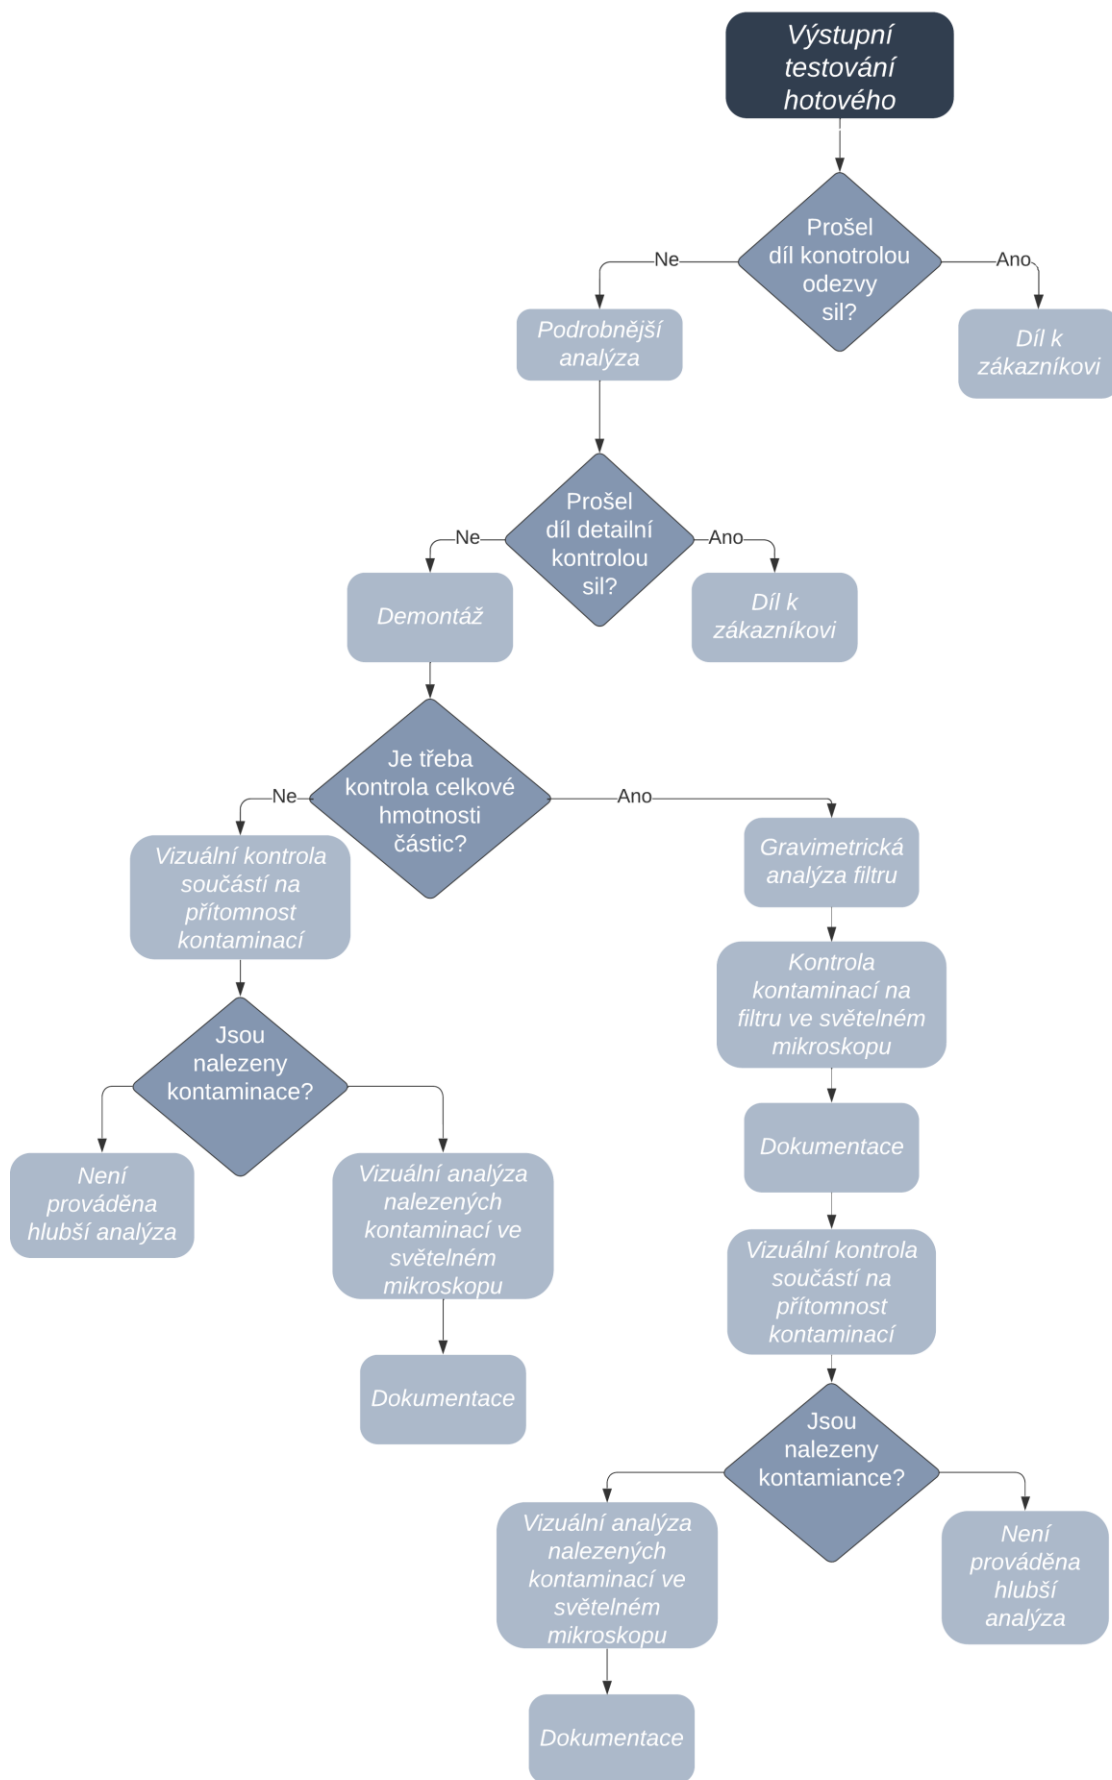 Výstupní
testování
hotového
Prošel
díl konotrolou
odezvy
sil?
Ne
Ano
Podrobnější
analýza
Díl k
zákazníkovi
Prošel
díl detailní
kontrolou
sil?
Ne
Ano
Demontáž
Díl k
zákazníkovi
Je třeba
kontrola celkové
hmotnosti
částic?
Ne
Ano
Vizuální kontrola
součástí na
přítomnost
kontaminací
Gravimetrická
analýza filtru
Kontrola
kontaminací na
filtru ve světelném
mikroskopu
Jsou
nalezeny
kontaminace?
Není
prováděna
hlubší analýza
Vizuální analýza
nalezených
kontaminací ve
světelném
mikroskopu
Dokumentace
Dokumentace
Vizuální kontrola
součástí na
přítomnost
kontaminací
Jsou
nalezeny
kontamiance?
Vizuální analýza
nalezených
kontaminací ve
světelném
mikroskopu
Není
prováděna
hlubší
analýza
Dokumentace